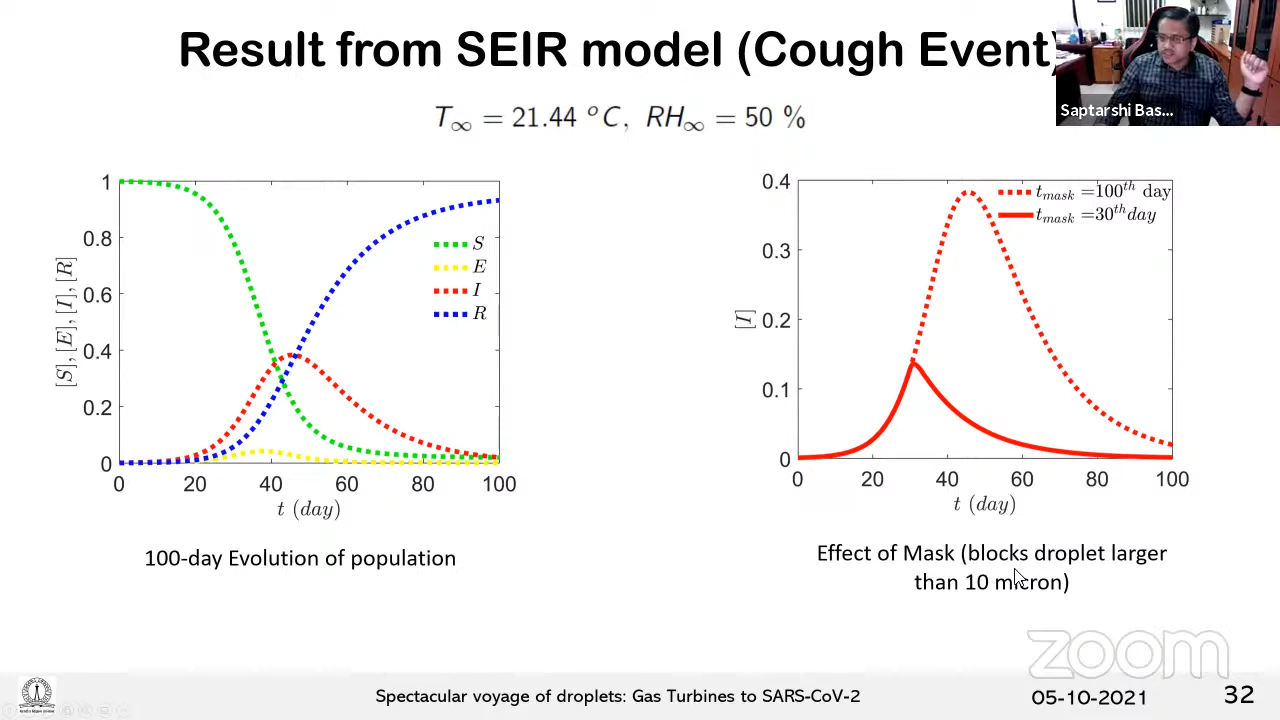 Result from SEIR model (Cough Event)
Saptarshi Bas...
T∞ = 21.44 °C, RH∞ = 50 %
1
0.8
0.6
0.4
0.2
0
[S], [E], [I], [R]
S
E
I
R
0 20 40 60 80 100
t (day)
100-day Evolution of population
0.4
0.3
0.2
0.1
0
[I]
t_mask =100th day
t_mask =30th day
0 20 40 60 80 100
t (day)
Effect of Mask (blocks droplet larger
than 10 micron)
zoom
Spectacular voyage of droplets: Gas Turbines to SARS-CoV-2
05-10-2021
32